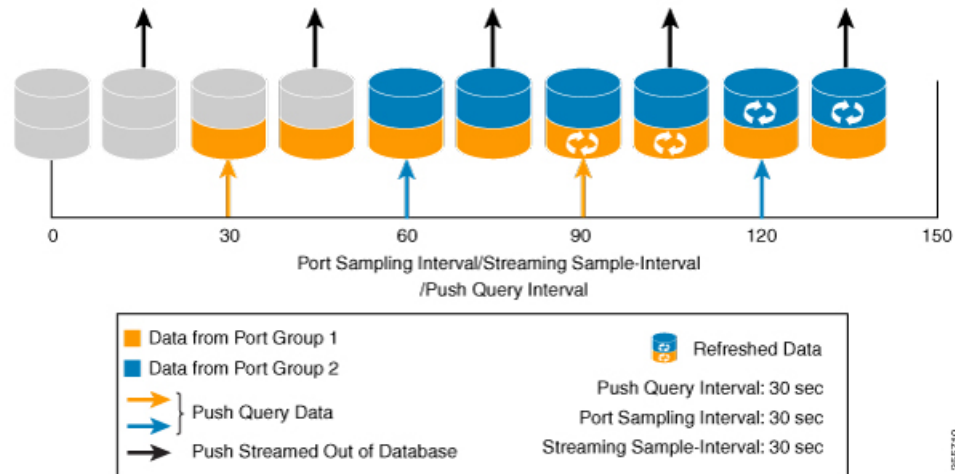 0 30 60 90 120 150
Port Sampling Interval/Streaming Sample-Interval
/Push Query Interval
Data from Port Group 1
Data from Port Group 2
Push Query Data
Push Streamed Out of Database
Refreshed Data
Push Query Interval: 30 sec
Port Sampling Interval: 30 sec
Streaming Sample-Interval: 30 sec